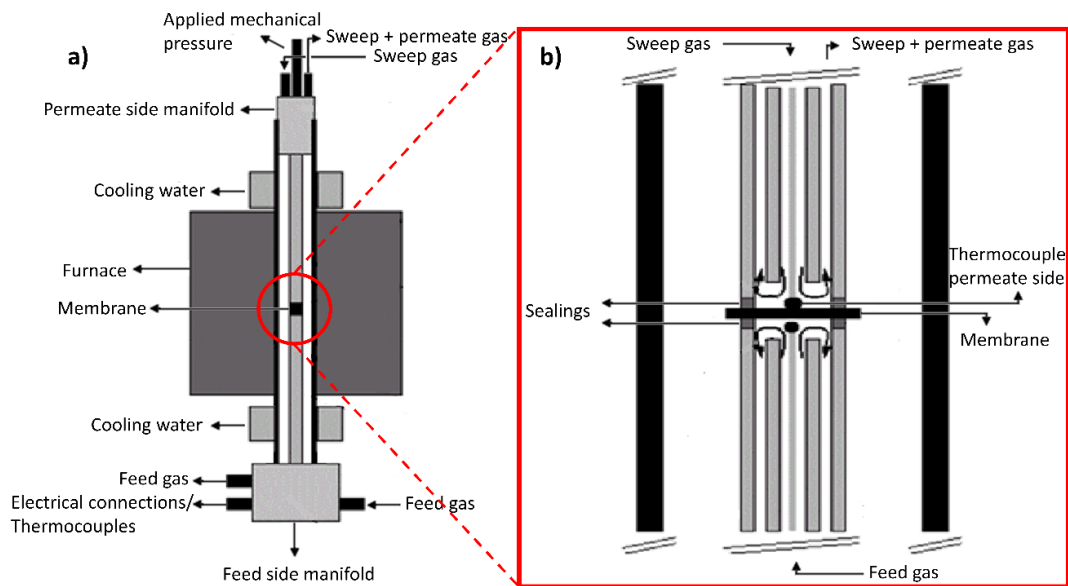 a)
Applied mechanical
pressure
Sweep + permeate gas
Sweep gas
Permeate side manifold
Cooling water
Furnace
Membrane
Cooling water
Feed gas
Electrical connections/
Thermocouples
Feed gas
Feed side manifold
b)
Sweep gas
Sweep + permeate gas
Thermocouple
permeate side
Sealings
Membrane
Feed gas